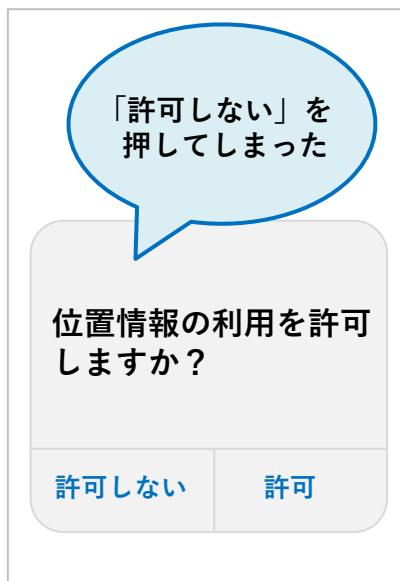 「許可しない」を
押してしまった
位置情報の利用を許可
しますか？
許可しない
許可